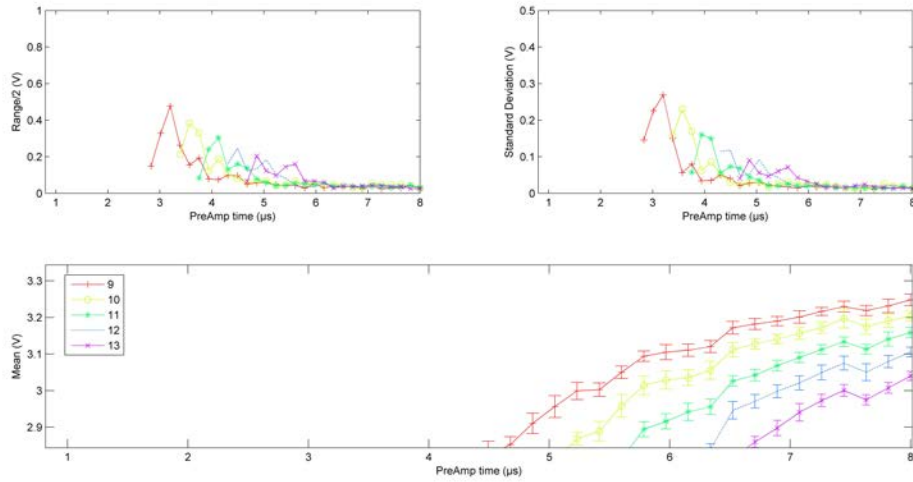 1
0.8
0.6
0.4
0.2
0
Range/2 (V)
1 2 3 4 5 6 7 8
PreAmp time (µs)
0.5
0.4
0.3
0.2
0.1
0
Standard Deviation (V)
1 2 3 4 5 6 7 8
PreAmp time (µs)
3.3
3.2
3.1
3
2.9
Mean (V)
9
10
11
12
13
1 2 3 4 5 6 7 8
PreAmp time (µs)